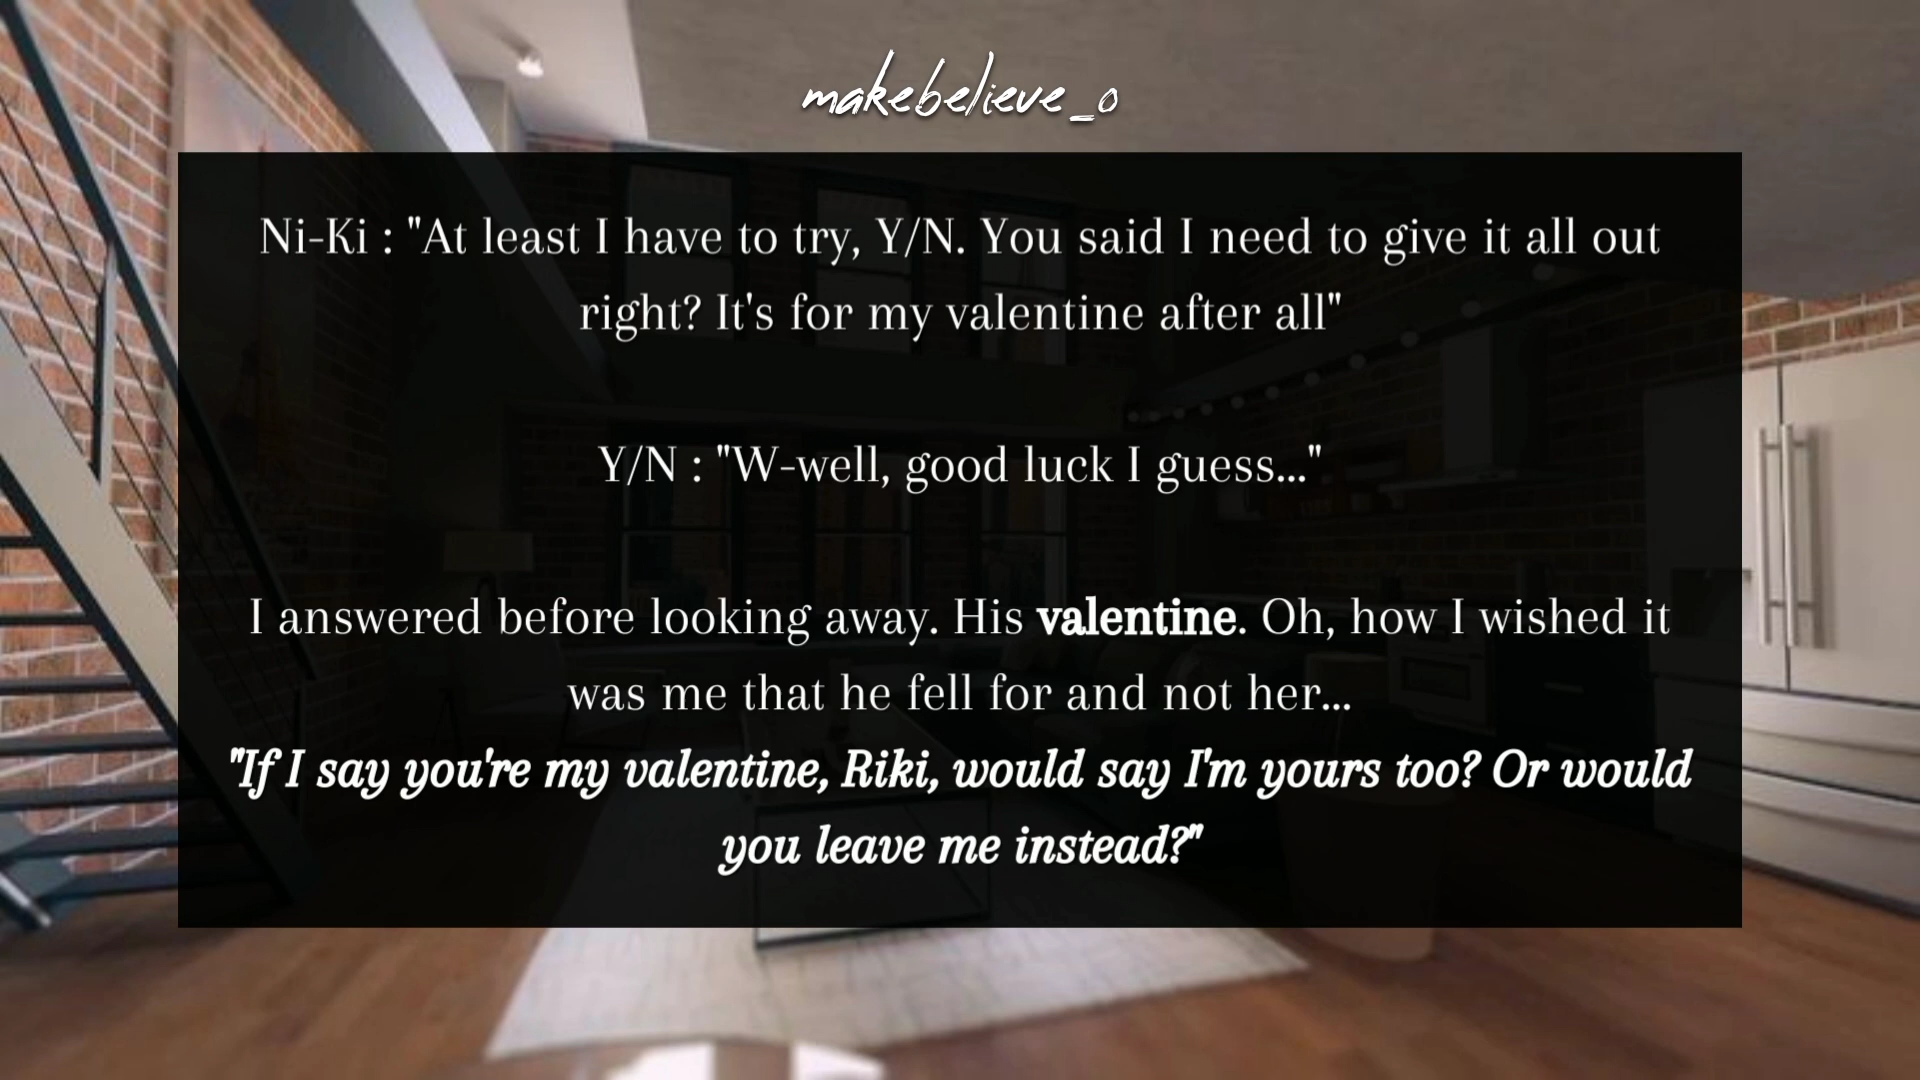 makebelieve_o
Ni-Ki : "At least I have to try, Y/N. You said I need to give it all out
right? It's for my valentine after all"
Y/N : "W-well, good luck I guess..."
I answered before looking away. His valentine. Oh, how I wished it
was me that he fell for and not her...
"If I say you're my valentine, Riki, would say I'm yours too? Or would
you leave me instead?"